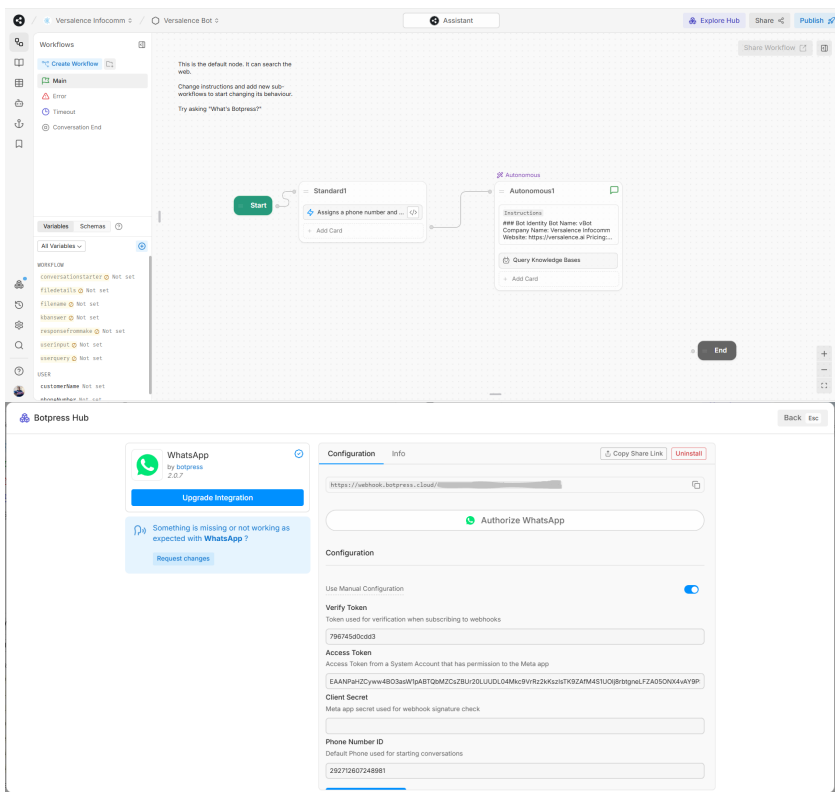 Versalence Infocomm
Versalence Bot
Assistant
Explore Hub
Share
Publish
Workflows
Share Workflow
Create Workflow
Main
Error
Timeout
Conversation End
This is the default node. It can search the
web.
Change instructions and add new sub-
workflows to start changing its behaviour.
Try asking "What's Botpress?"
Autonomous
Start
Standard1
Assigns a phone number and ...
Add Card
Autonomous1
Instructions
### Bot Identity Bot Name: vBot
Company Name: Versalence Infocomm
Website: https://versalence.ai Pricing:...
Query Knowledge Bases
Add Card
End
Variables
Schemas
All Variables
WORKFLOW
conversationstarter Not set
filedetails Not set
filename Not set
kbanswer Not set
responsefrommake Not set
userinput Not set
userquery Not set
USER
customerName Not set
phoneNumber Not set
Botpress Hub
Back Esc
WhatsApp
by botpress
2.0.7
Upgrade Integration
Something is missing or not working as
expected with WhatsApp ?
Request changes
Configuration
Info
Copy Share Link
Uninstall
https://webhook.botpress.cloud/
Authorize WhatsApp
Configuration
Use Manual Configuration
Verify Token
Token used for verification when subscribing to webhooks
796745d0cdd3
Access Token
Access Token from a System Account that has permission to the Meta app
Client Secret
Meta app secret used for webhook signature check
Phone Number ID
Default Phone used for starting conversations
292712607248981